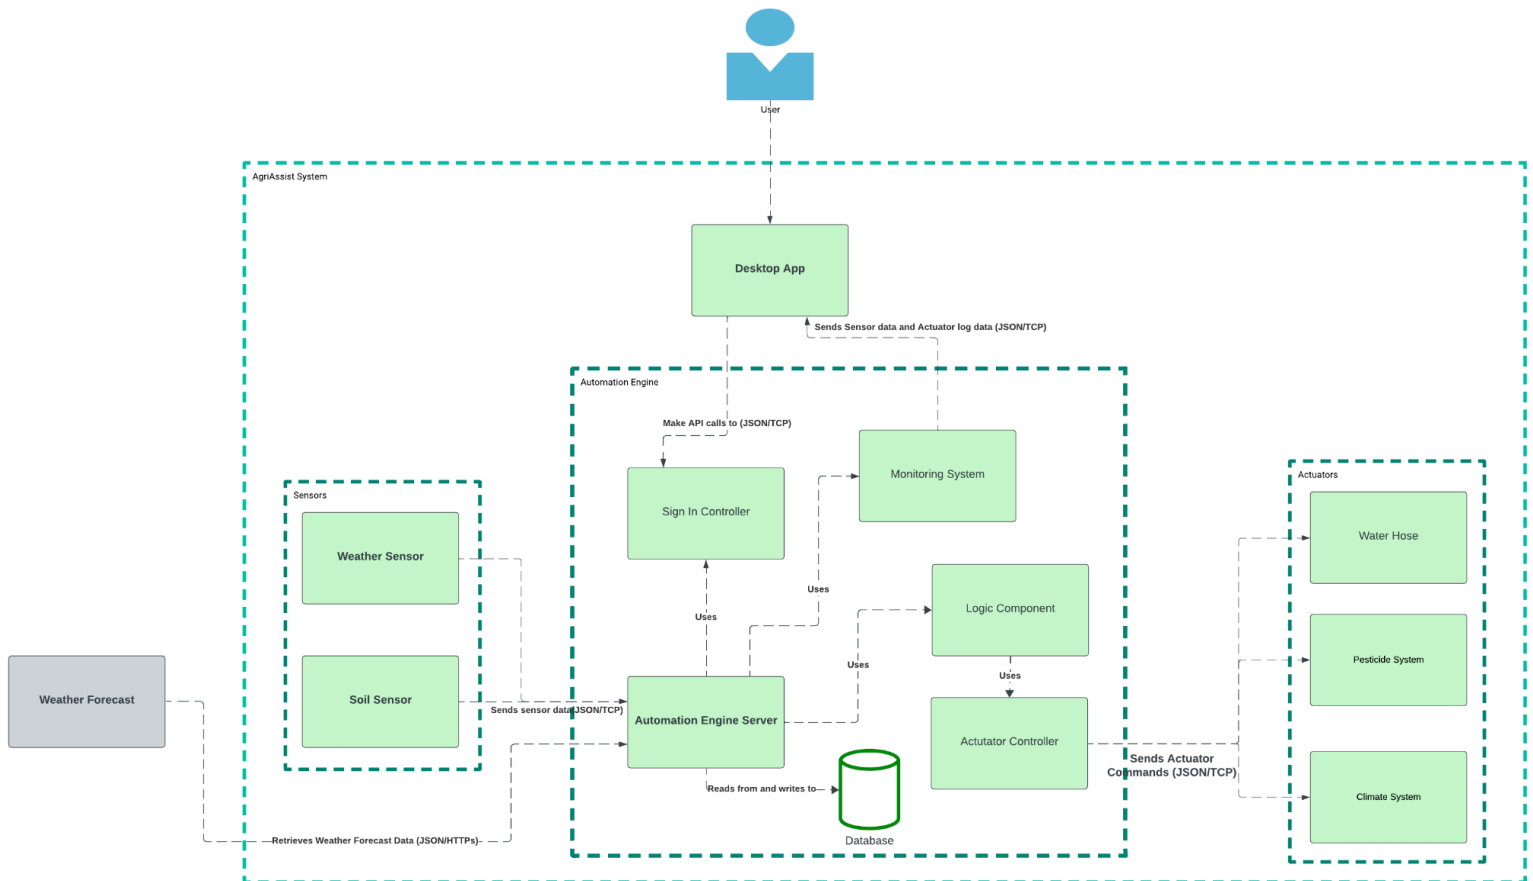 User
AgriAssist System
Desktop App
Sends Sensor data and Actuator log data (JSON/TCP)
Automation Engine
Make API calls to (JSON/TCP)
Monitoring System
Sign In Controller
Sensors
Weather Sensor
Soil Sensor
Sends sensor data(JSON/TCP)
Weather Forecast
Retrieves Weather Forecast Data (JSON/HTTPs)
Uses
Uses
Uses
Logic Component
Uses
Automation Engine Server
Actutator Controller
Reads from and writes to
Database
Sends Actuator
Commands (JSON/TCP)
Actuators
Water Hose
Pesticide System
Climate System